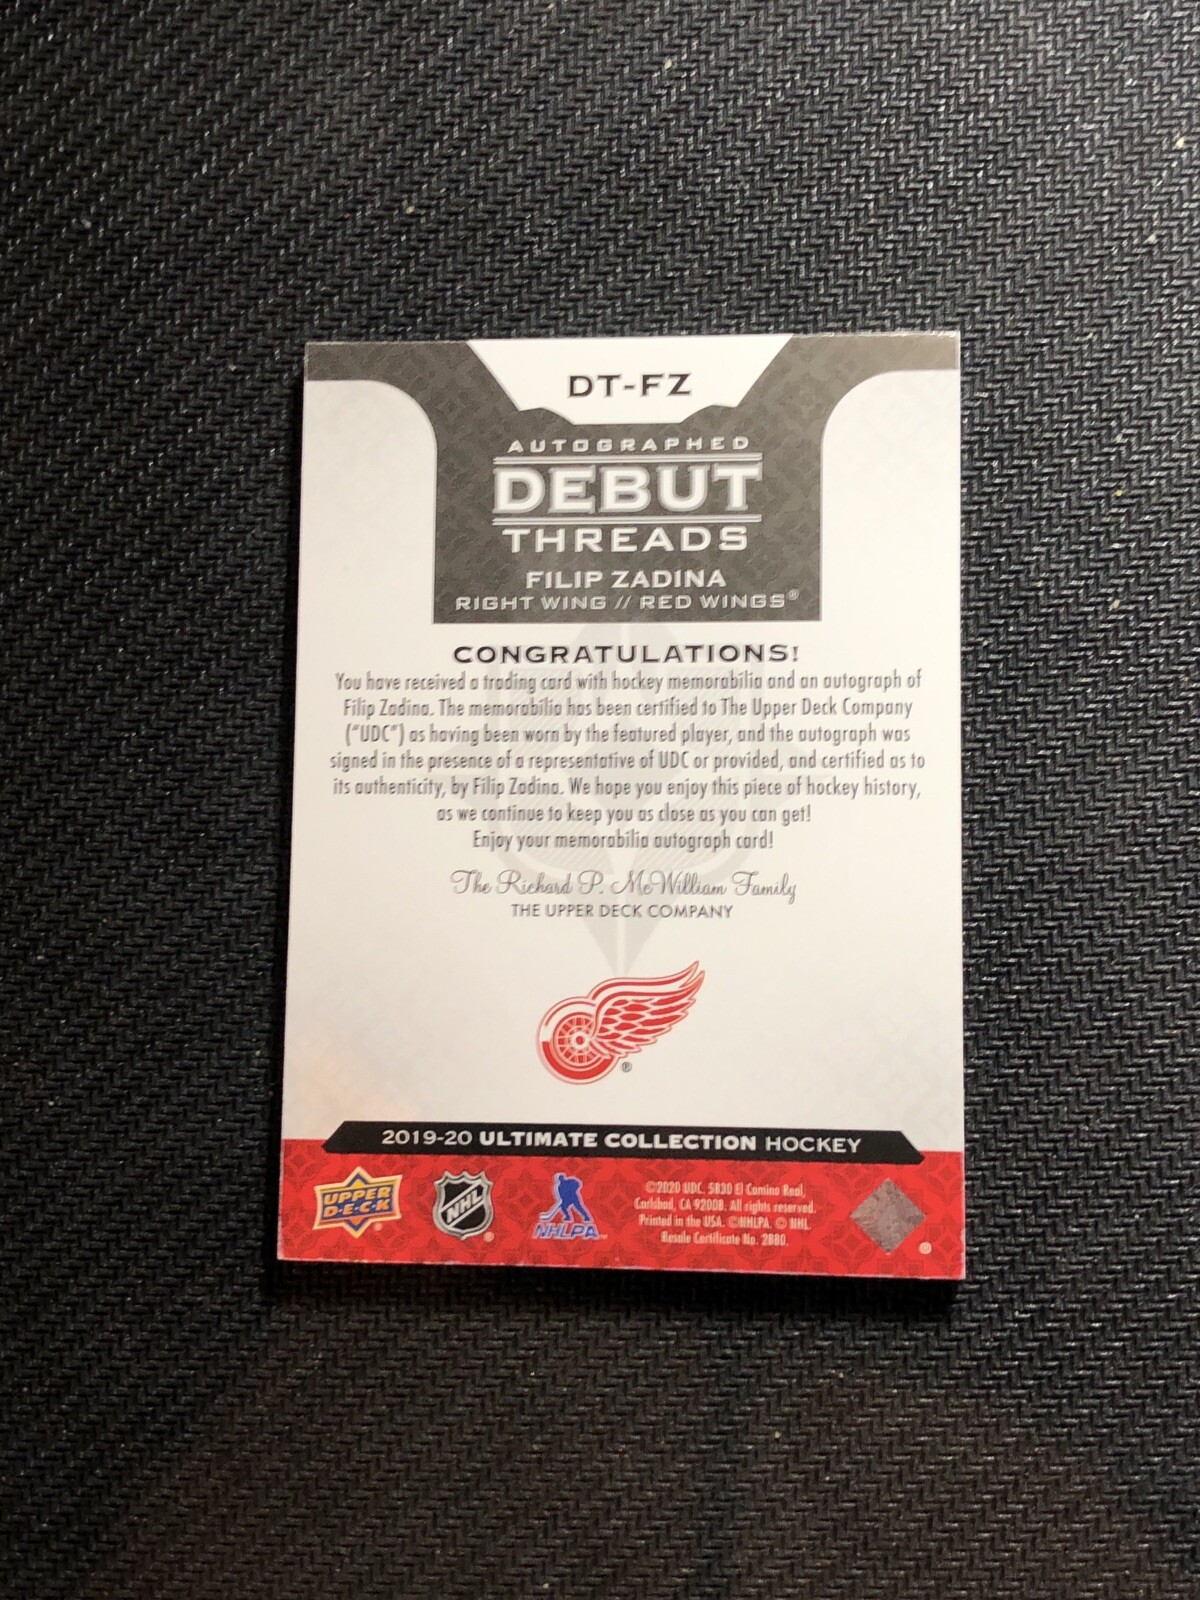 DT-FZ
AUTOGRAPHED
DEBUT
THREADS
FILIP ZADINA
RIGHT WING // RED WINGS®
CONGRATULATIONS!
You have received a trading card with hockey memorabilia and an autograph of
Filip Zadina. The memorabilia has been certified to The Upper Deck Company
("UDC") as having been worn by the featured player, and the autograph was
signed in the presence of a representative of UDC or provided, and certified as to
its authenticity, by Filip Zadina. We hope you enjoy this piece of hockey history,
as we continue to keep you as close as you can get!
Enjoy your memorabilia autograph card!
The Richard P. McWilliam Family
THE UPPER DECK COMPANY
®
2019-20 ULTIMATE COLLECTION HOCKEY
UPPER
D·E·C·K
®
NHL
®
NHLPA™
©2020 UDC. 5830 El Camino Real,
Carlsbad, CA 92008. All rights reserved.
Printed in the USA. ©NHLPA. © NHL.
Resale Certificate No. 2880.
®